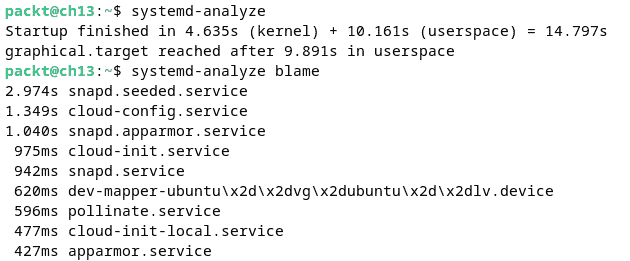 packt@ch13:~$ systemd-analyze
Startup finished in 4.635s (kernel) + 10.161s (userspace) = 14.797s
graphical.target reached after 9.891s in userspace
packt@ch13:~$ systemd-analyze blame
2.974s snapd.seeded.service
1.349s cloud-config.service
1.040s snapd.apparmor.service
 975ms cloud-init.service
 942ms snapd.service
 620ms dev-mapper-ubuntu\x2d\x2dvg\x2dubuntu\x2d\x2dlv.device
 596ms pollinate.service
 477ms cloud-init-local.service
 427ms apparmor.service